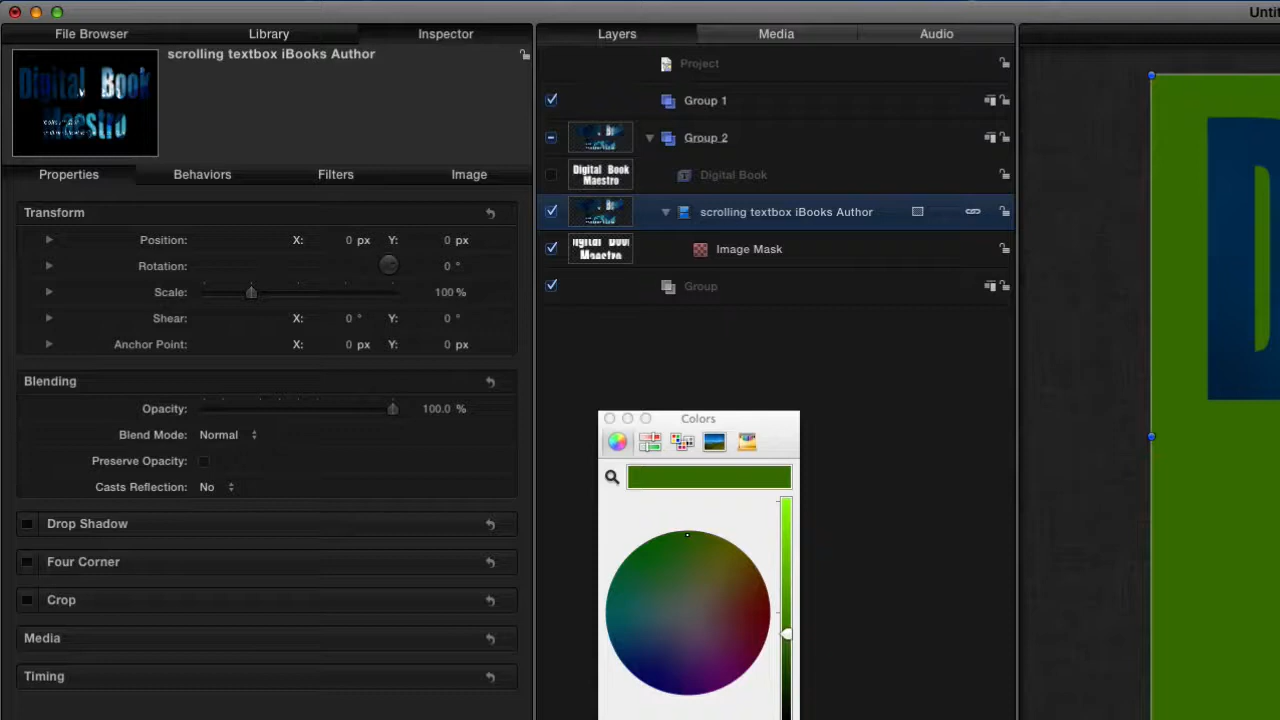 Untit
File Browser Library Inspector Layers Media Audio
scrolling textbox iBooks Author
Digital Book
Maestro
Project
Group 1
Group 2
Digital Book
Maestro
Digital Book
Properties Behaviors Filters Image
scrolling textbox iBooks Author
Transform
Position: X: 0 px Y: 0 px
Image Mask
Rotation: 0 °
Scale: 100 %
Group
Shear: X: 0 ° Y: 0 °
Anchor Point: X: 0 px Y: 0 px
Blending
Opacity: 100.0 %
Colors
Blend Mode: Normal
Preserve Opacity:
Casts Reflection: No
Drop Shadow
Four Corner
Crop
Media
Timing
D